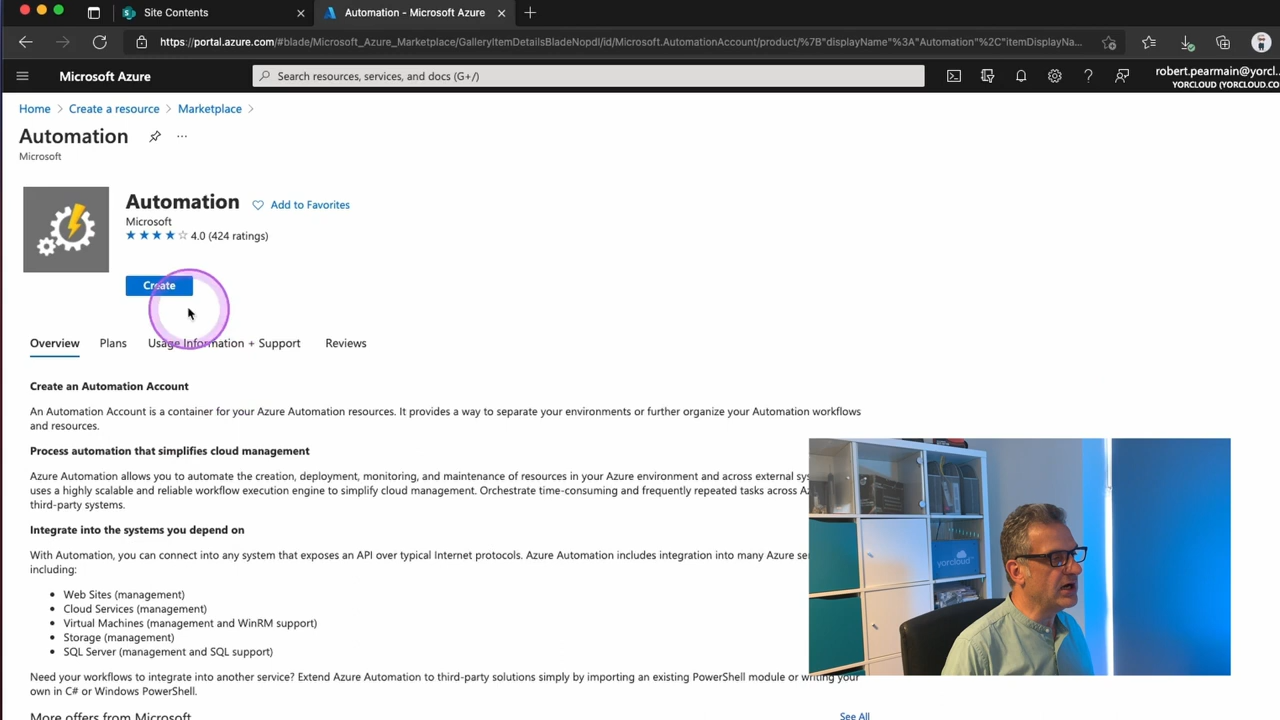 Site Contents
Automation - Microsoft Azure
https://portal.azure.com/#blade/Microsoft_Azure_Marketplace/GalleryItemDetailsBladeNopdl/id/Microsoft.AutomationAccount/product/%7B"displayName"%3A"Automation"%2C"itemDisplayNa...
Microsoft Azure
Search resources, services, and docs (G+/)
robert.pearmain@yorcl...
YORCLOUD (YORCLOUD.CO
Home > Create a resource > Marketplace >
Automation
Microsoft
Automation
Add to Favorites
Microsoft
4.0 (424 ratings)
Create
Overview Plans Usage Information + Support Reviews
Create an Automation Account
An Automation Account is a container for your Azure Automation resources. It provides a way to separate your environments or further organize your Automation workflows
and resources.
Process automation that simplifies cloud management
Azure Automation allows you to automate the creation, deployment, monitoring, and maintenance of resources in your Azure environment and across external sys
uses a highly scalable and reliable workflow execution engine to simplify cloud management. Orchestrate time-consuming and frequently repeated tasks across Az
third-party systems.
Integrate into the systems you depend on
With Automation, you can connect into any system that exposes an API over typical Internet protocols. Azure Automation includes integration into many Azure ser
including:
• Web Sites (management)
• Cloud Services (management)
• Virtual Machines (management and WinRM support)
• Storage (management)
• SQL Server (management and SQL support)
Need your workflows to integrate into another service? Extend Azure Automation to third-party solutions simply by importing an existing PowerShell module or writing your
own in C# or Windows PowerShell.
More offers from Microsoft
See All
yorcloud